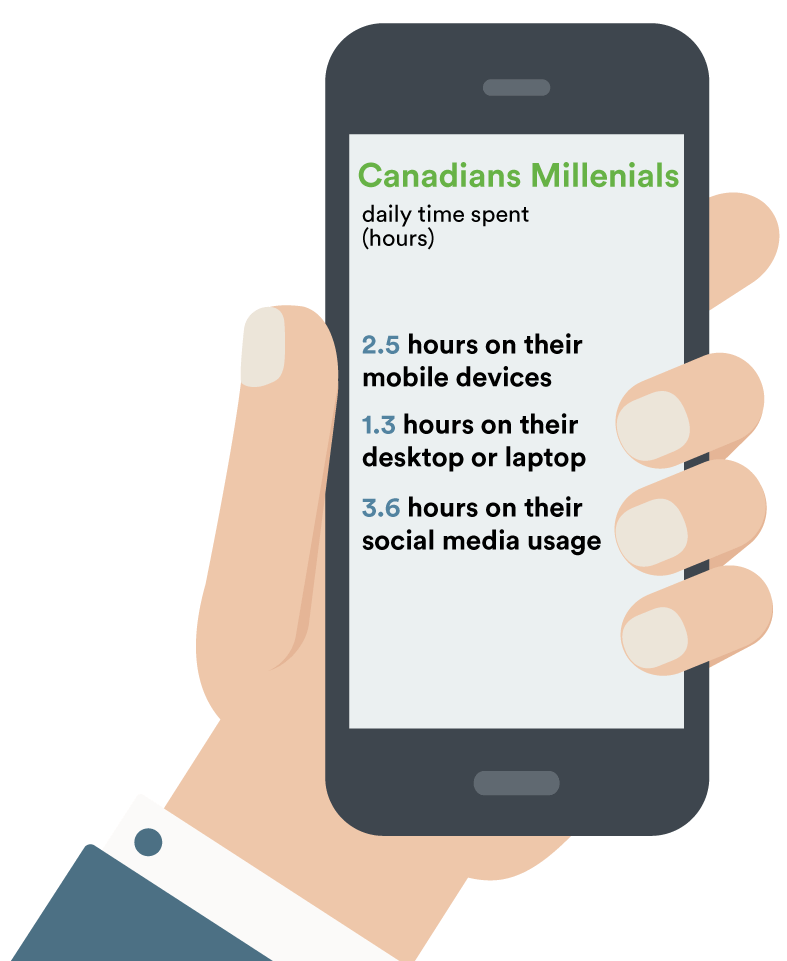 Canadians Millenials
daily time spent
(hours)
2.5 hours on their
mobile devices
1.3 hours on their
desktop or laptop
3.6 hours on their
social media usage